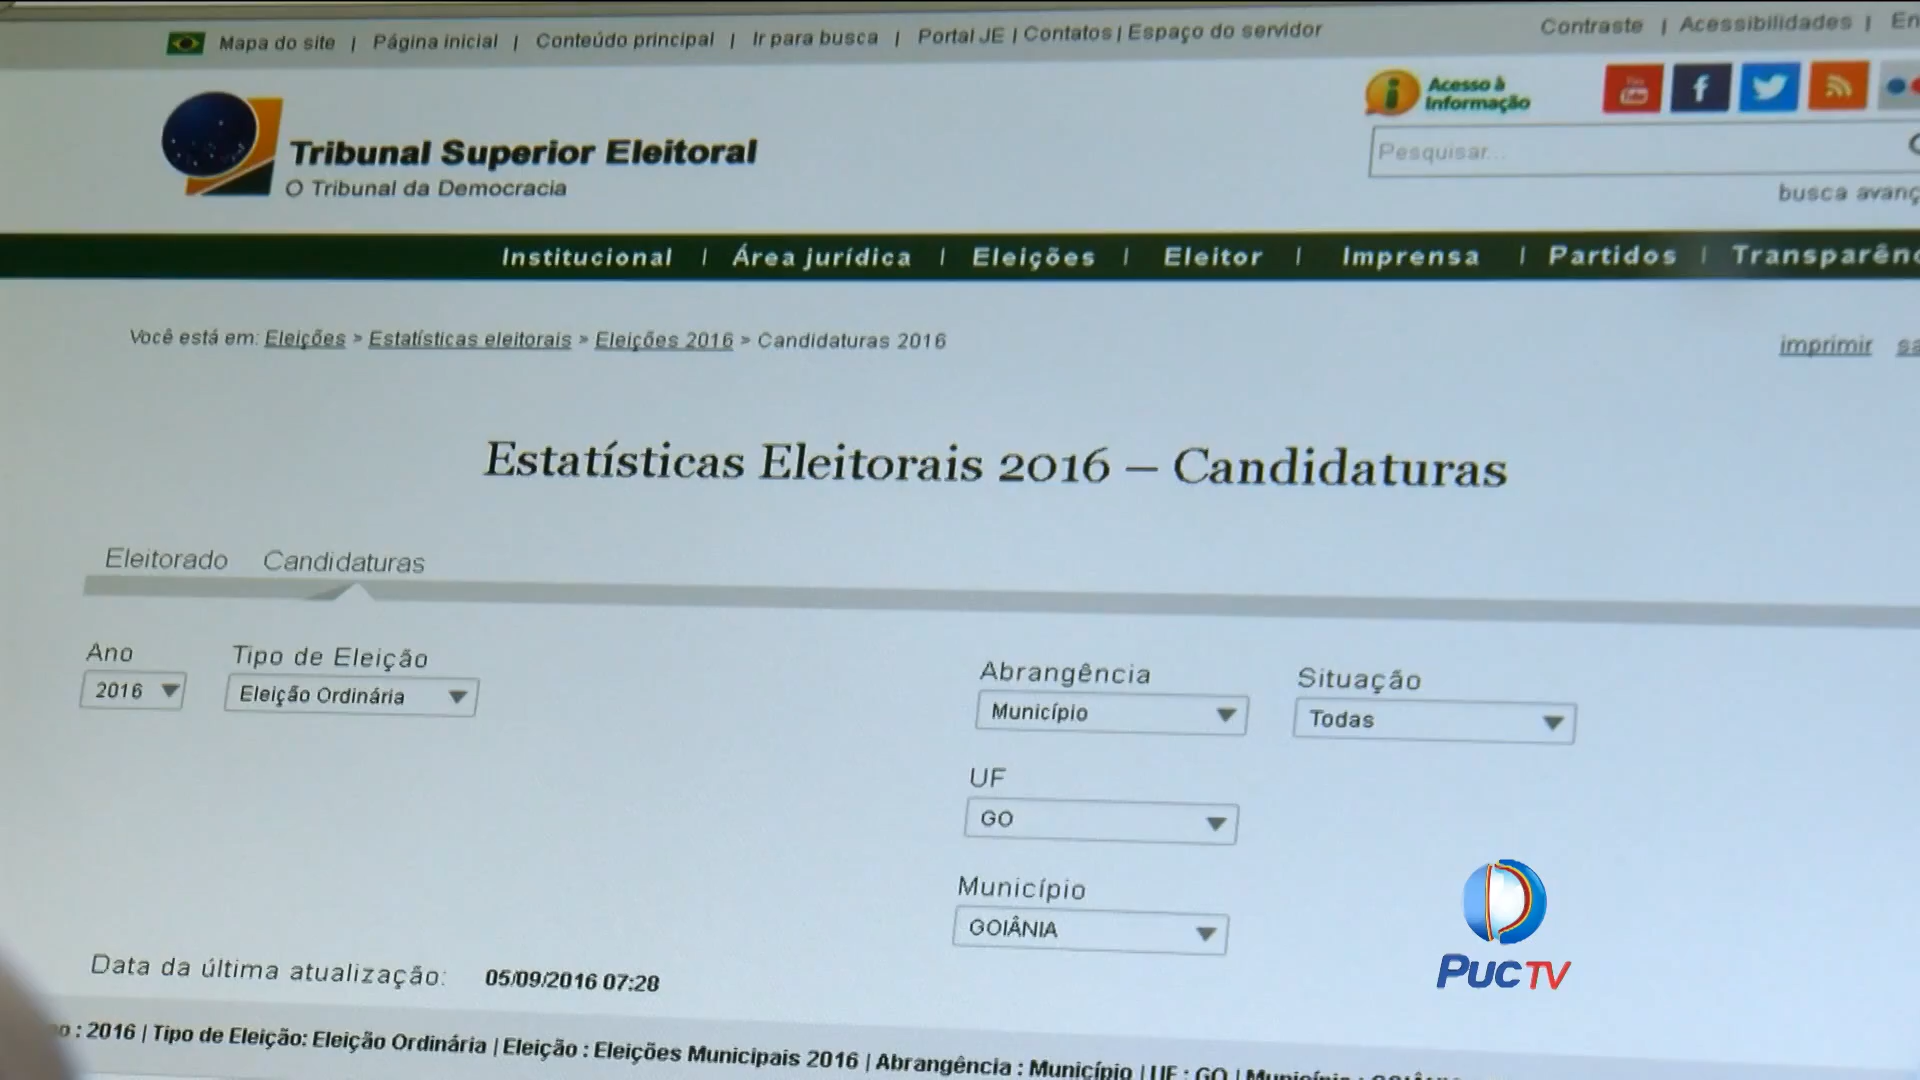 Mapa do site | Página inicial | Conteúdo principal | Ir para busca | Portal JE | Contatos | Espaço do servidor
Contraste | Acessibilidades |
Acesso à
Informação
Tribunal Superior Eleitoral
O Tribunal da Democracia
Pesquisar...
busca
Institucional | Área jurídica | Eleições | Eleitor | Imprensa | Partidos |
Você está em: Eleições » Estatísticas eleitorais » Eleições 2016 > Candidaturas 2016
imprimir
Estatísticas Eleitorais 2016 – Candidaturas
Eleitorado Candidaturas
Ano
2016
Tipo de Eleição
Eleição Ordinária
Abrangência
Município
Situação
Todas
UF
GO
Município
GOIÂNIA
Data da última atualização: 05/09/2016 07:28
PUC TV
: 2016 | Tipo de Eleição: Eleição Ordinária | Eleição : Eleições Municipais 2016 | Abrangência : Município | UF : GO |